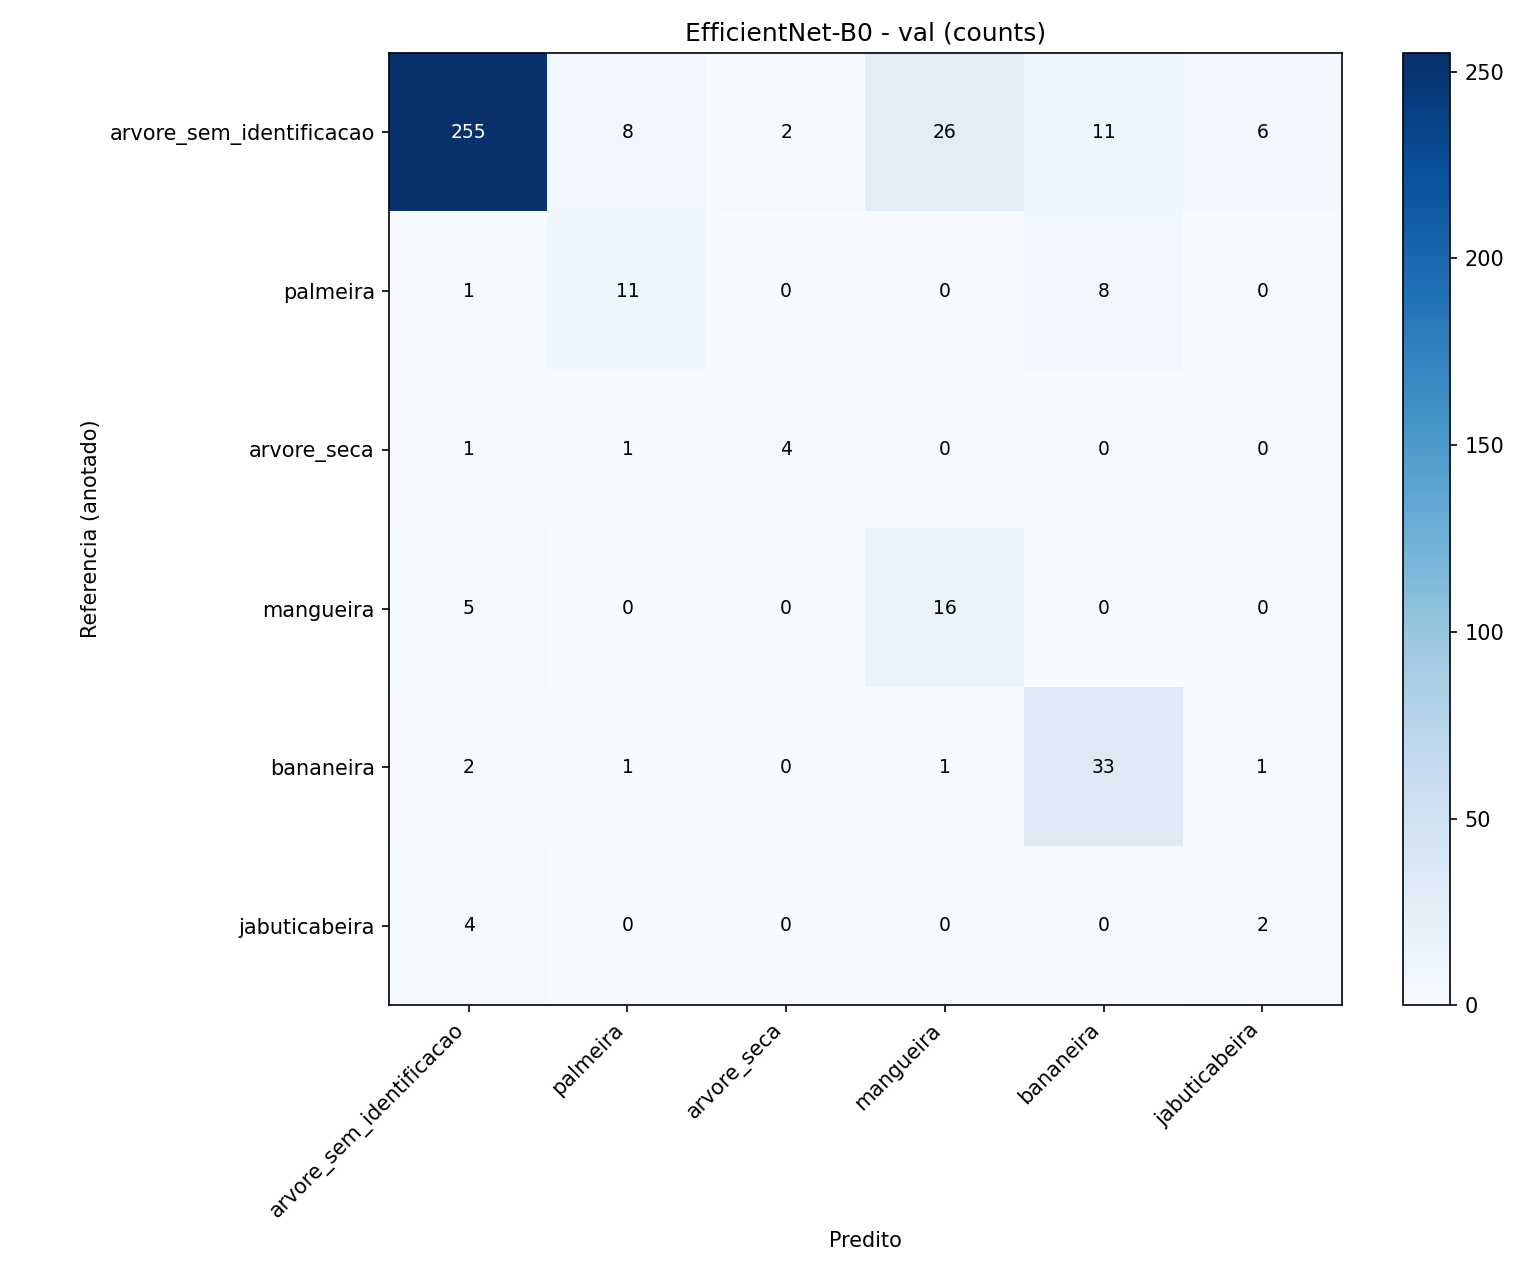 EfficientNet-B0 - val (counts)
arvore_sem_identificacao 255 8 2 26 11 6
palmeira 1 11 0 0 8 0
arvore_seca 1 1 4 0 0 0
mangueira 5 0 0 16 0 0
bananeira 2 1 0 1 33 1
jabuticabeira 4 0 0 0 0 2
Referencia (anotado)
arvore_sem_identificacao palmeira arvore_seca mangueira bananeira jabuticabeira
Predito
250
200
150
100
50
0